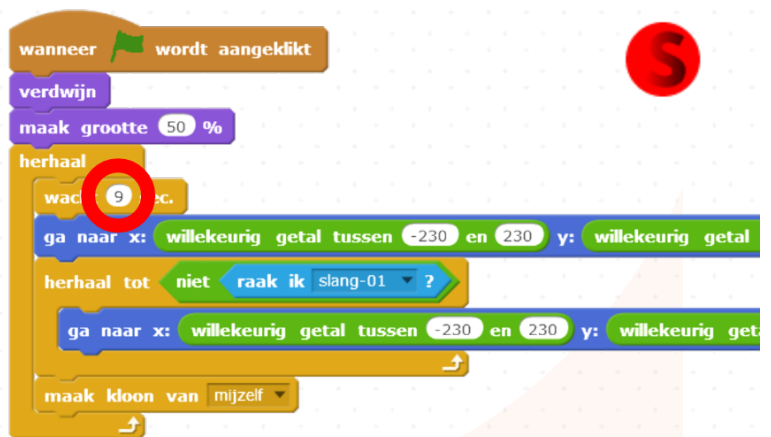 wanneer wordt aangeklikt
S
verdwijn
maak grootte 50 %
herhaal
9
ga naar x: willekeurig getal tussen -230 en 230 y: willekeurig getal
herhaal tot niet raak ik slang-01 ?
ga naar x: willekeurig getal tussen -230 en 230 y: willekeurig
maak kloon van mijzelf